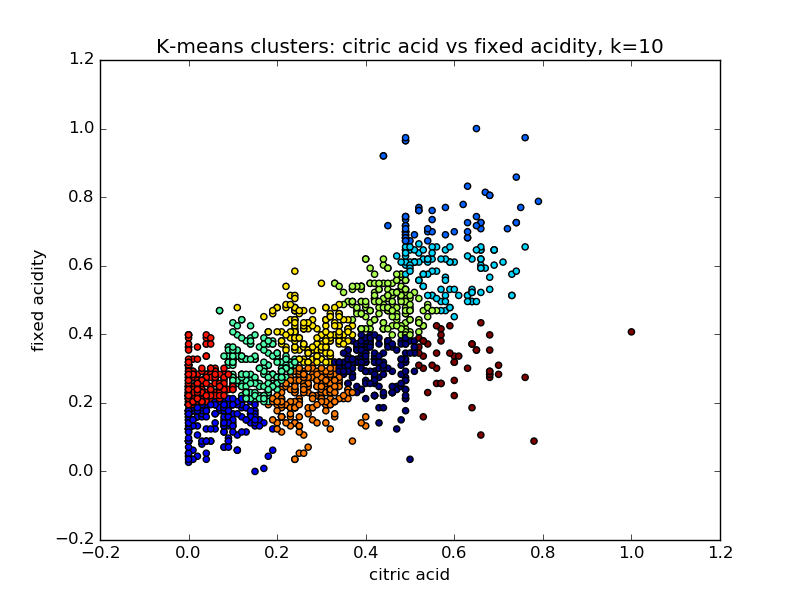 K-means clusters: citric acid vs fixed acidity, k=10
1.2
1.0
0.8
0.6
0.4
0.2
0.0
−0.2
fixed acidity
−0.2 0.0 0.2 0.4 0.6 0.8 1.0 1.2
citric acid